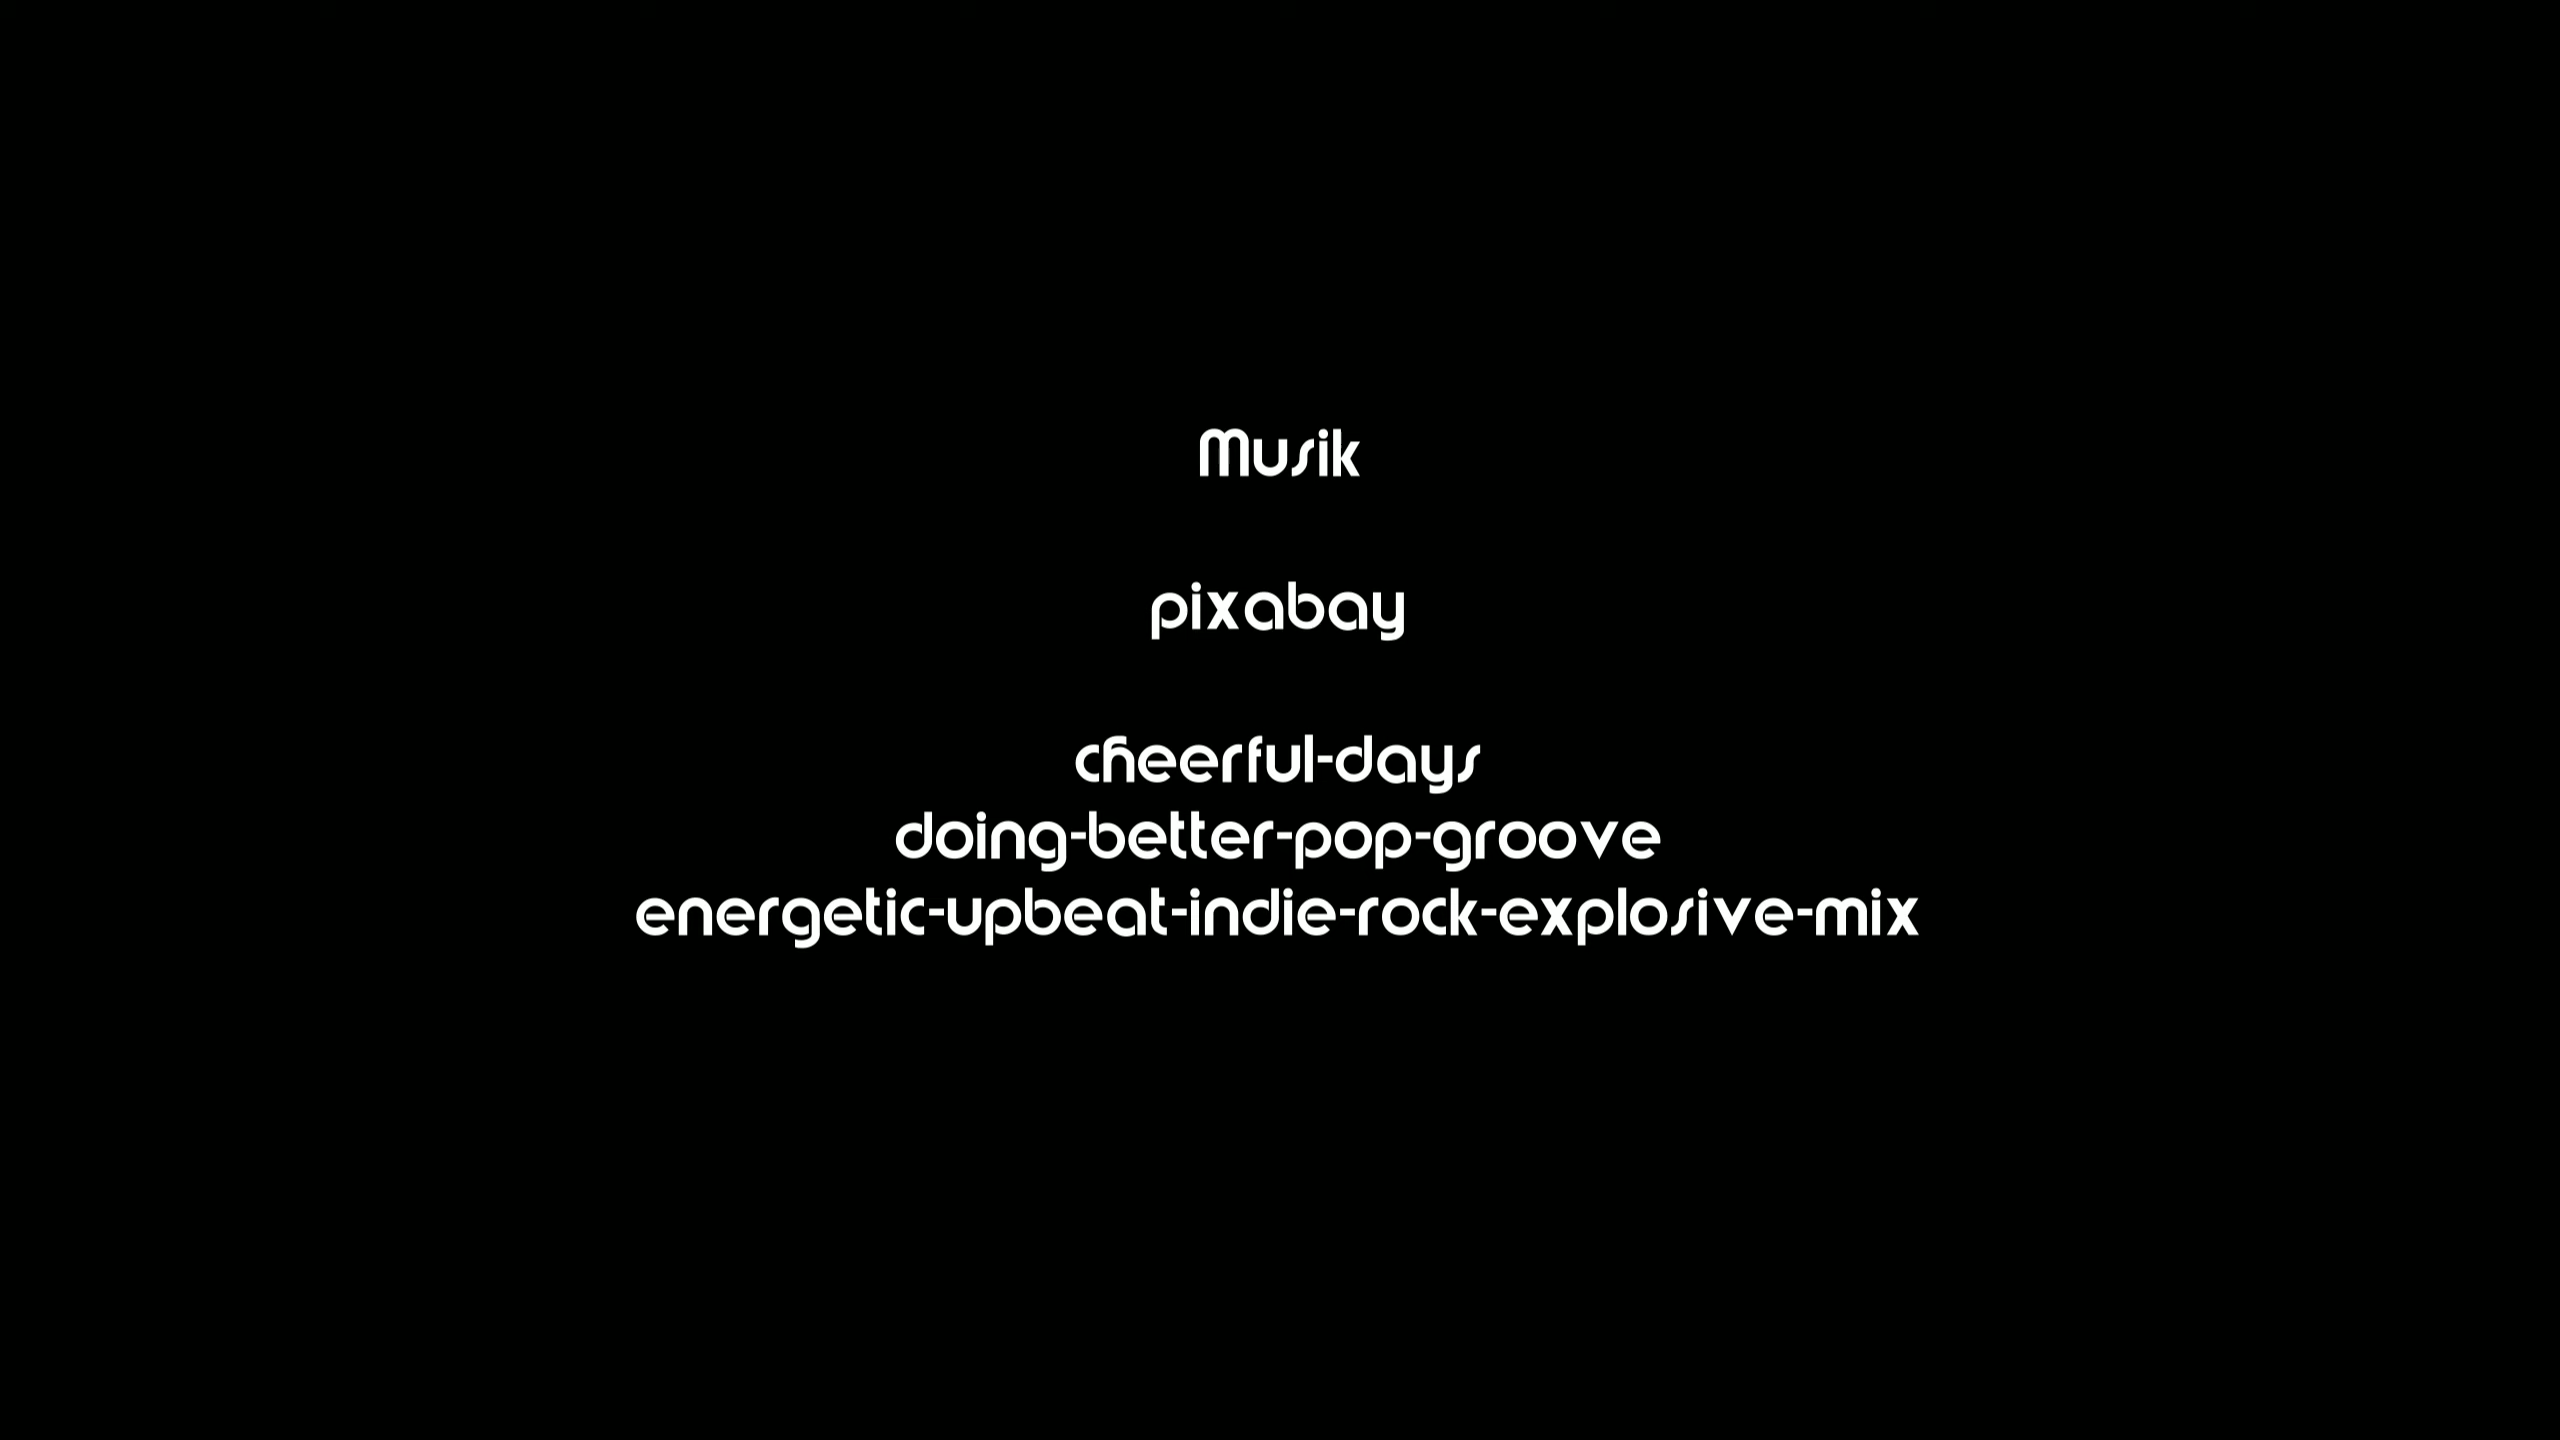 Musik
pixabay
cheerful-days
doing-better-pop-groove
energetic-upbeat-indie-rock-explosive-mix